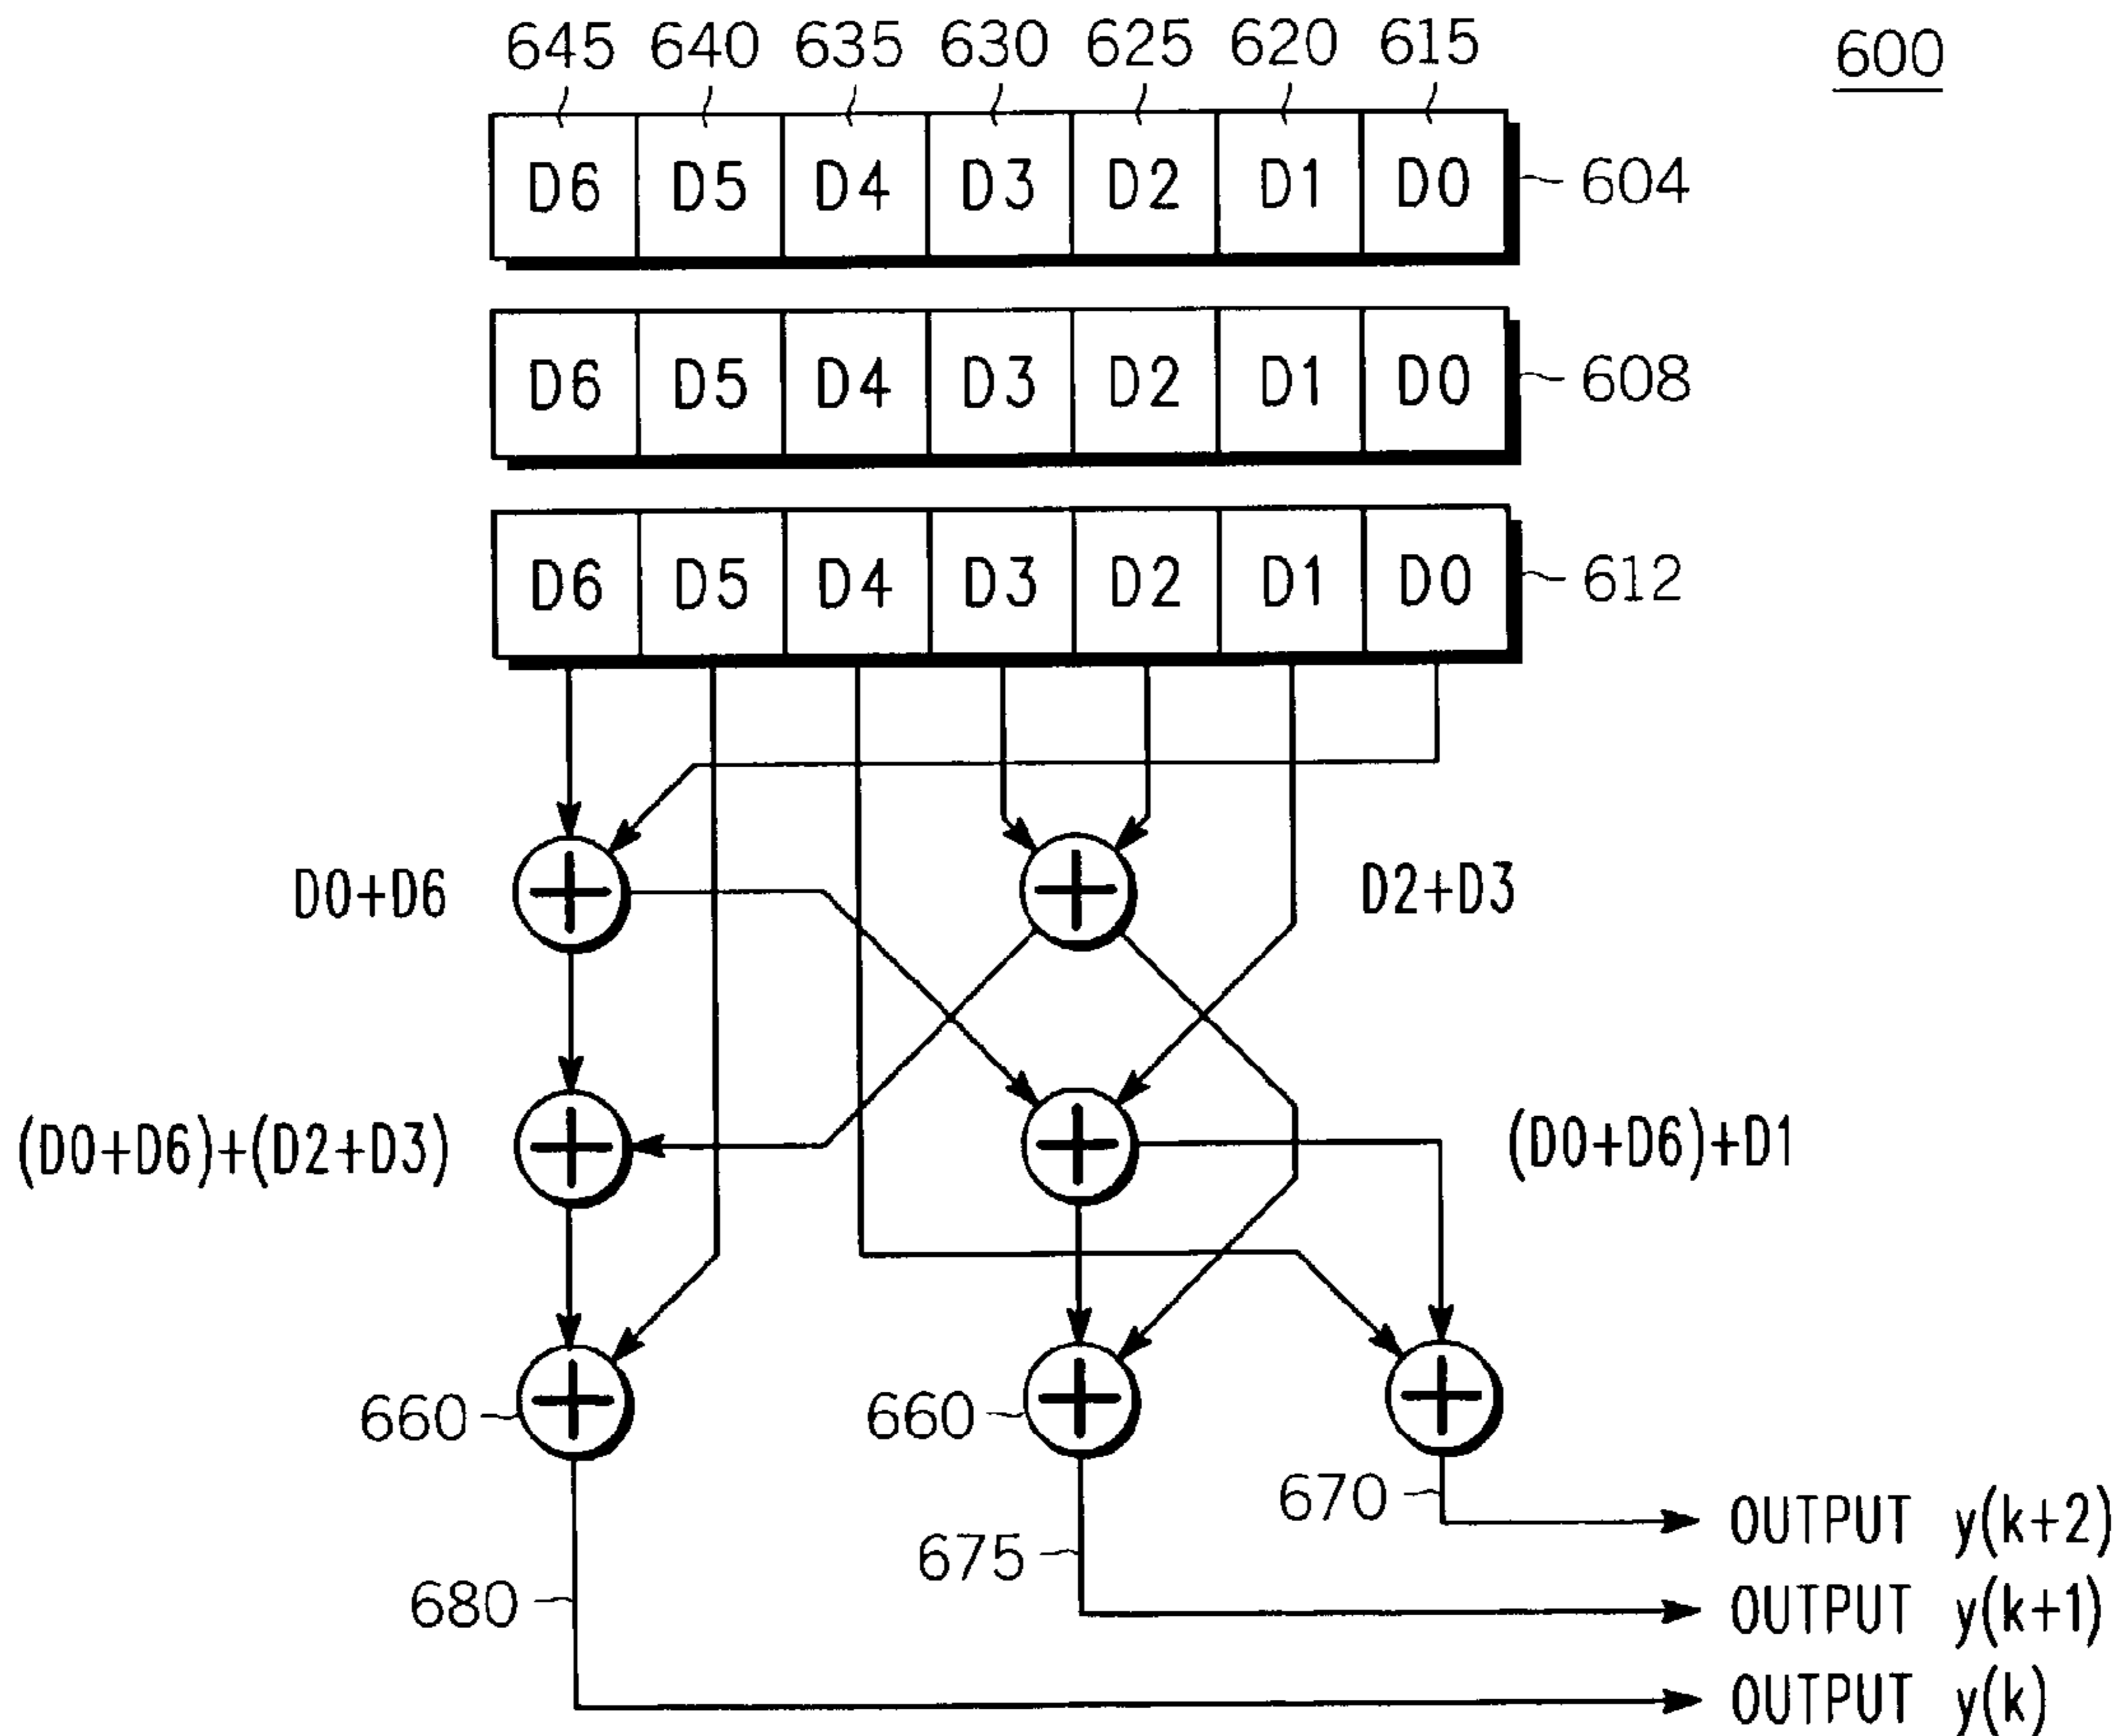 645 640 635 630 625 620 615
600
D6 D5 D4 D3 D2 D1 D0
604
D6 D5 D4 D3 D2 D1 D0
608
D6 D5 D4 D3 D2 D1 D0
612
D0+D6
D2+D3
(D0+D6)+(D2+D3)
(D0+D6)+D1
660
660
670
OUTPUT y(k+2)
675
OUTPUT y(k+1)
680
OUTPUT y(k)